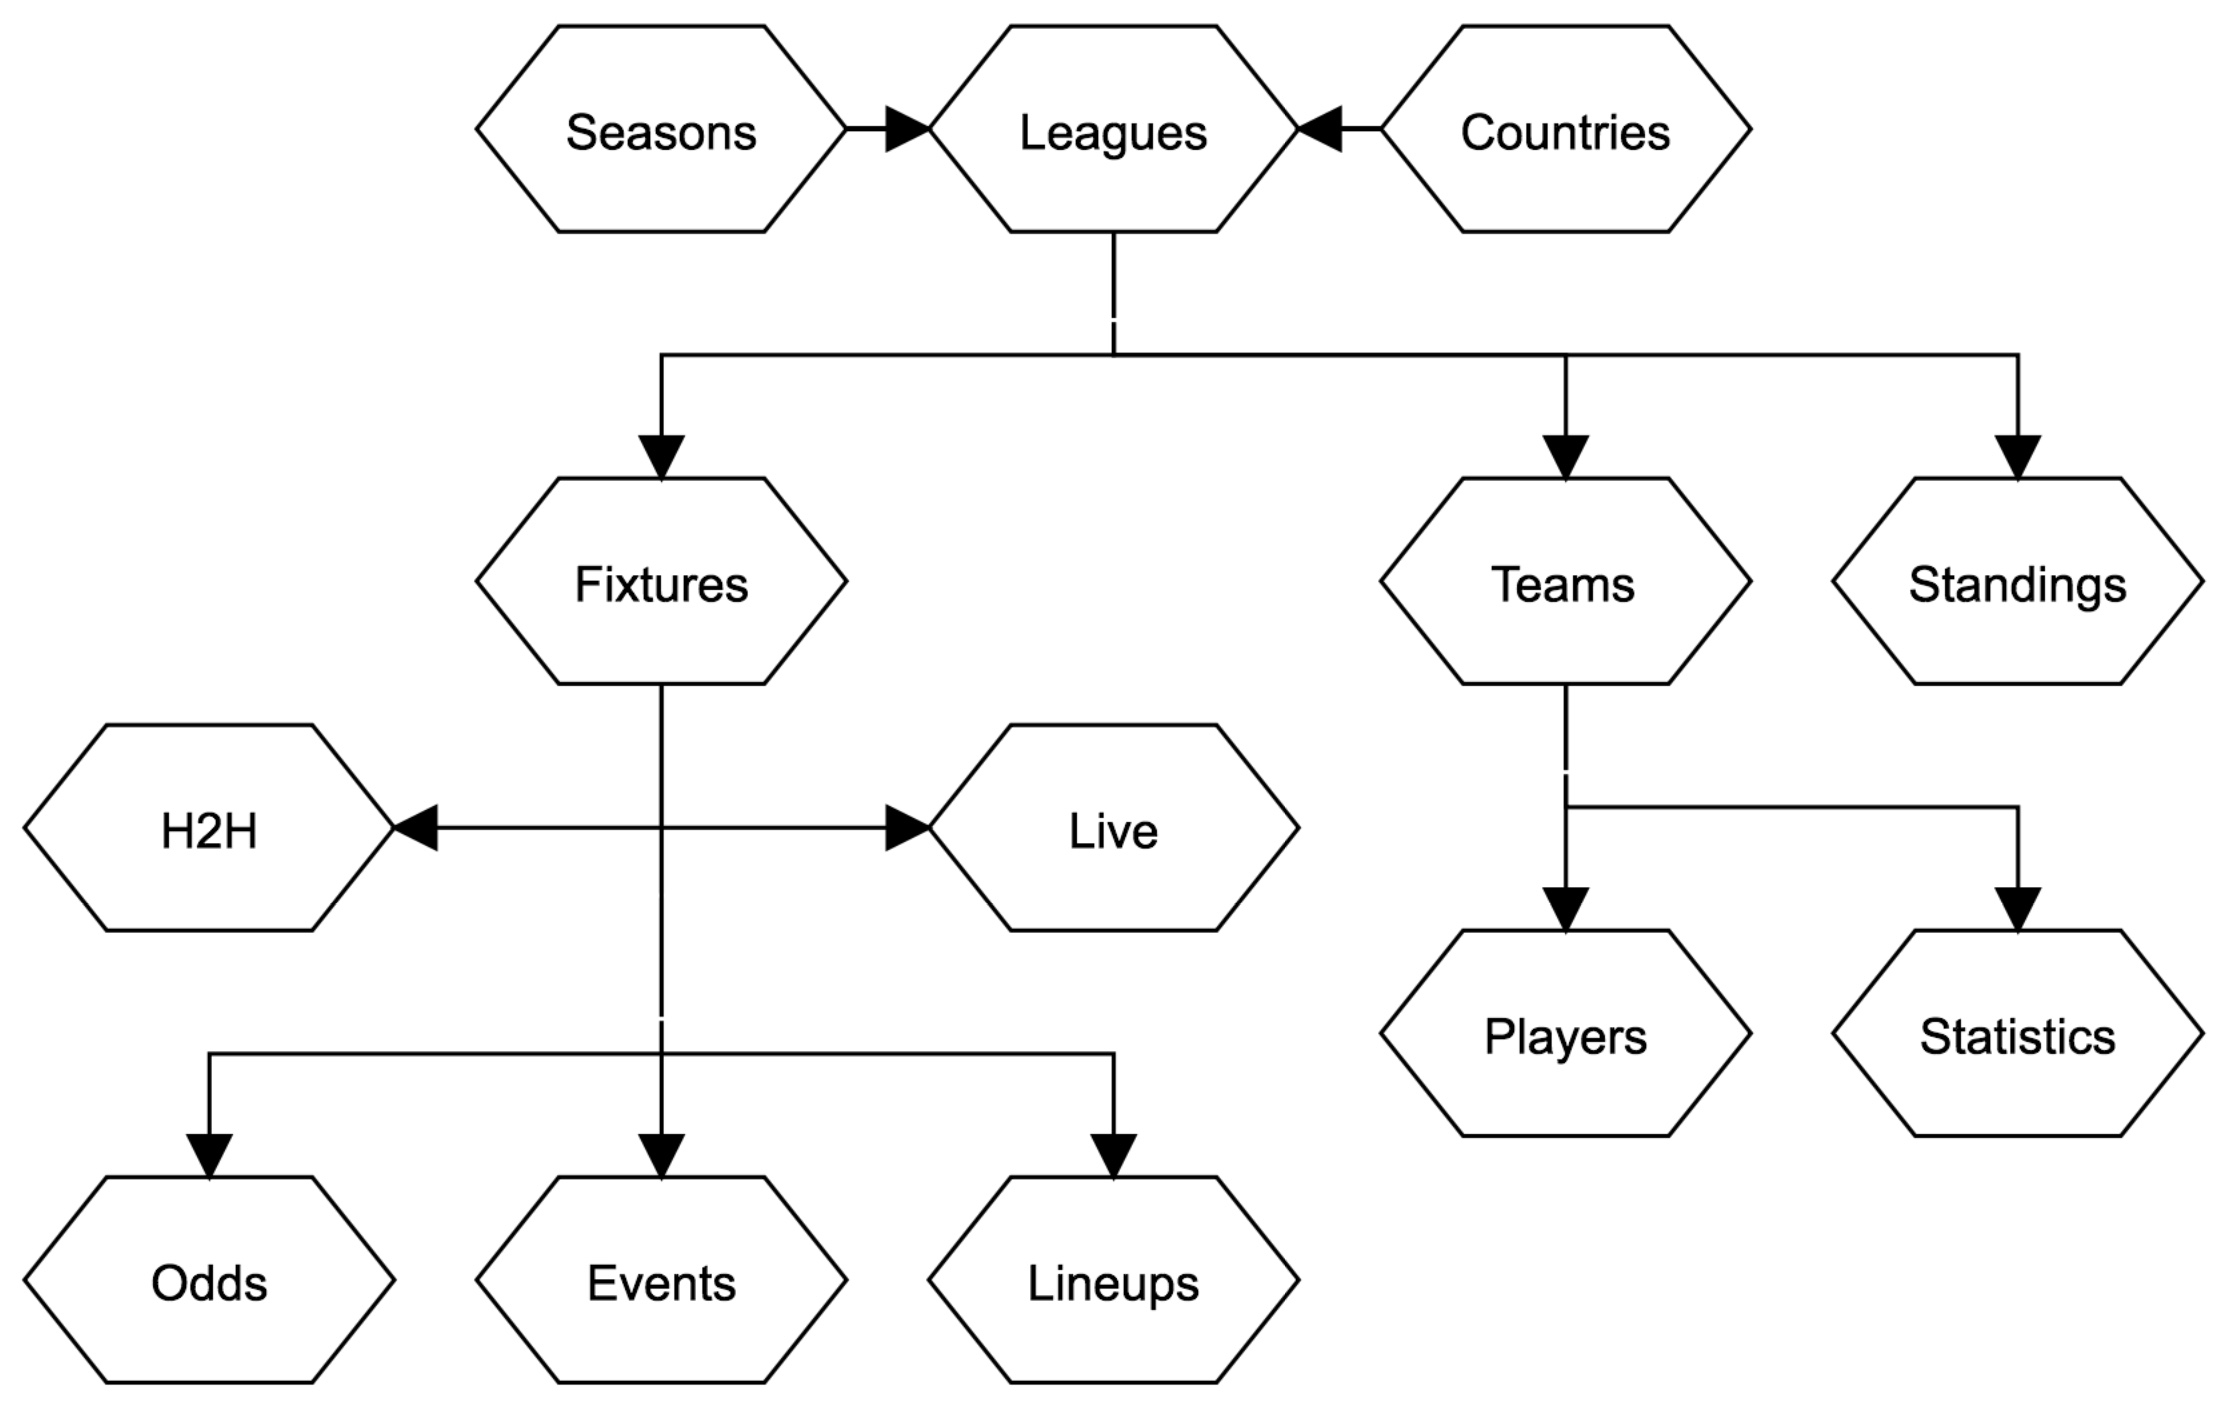 Seasons
Leagues
Countries
Fixtures
Teams
Standings
H2H
Live
Players
Statistics
Odds
Events
Lineups